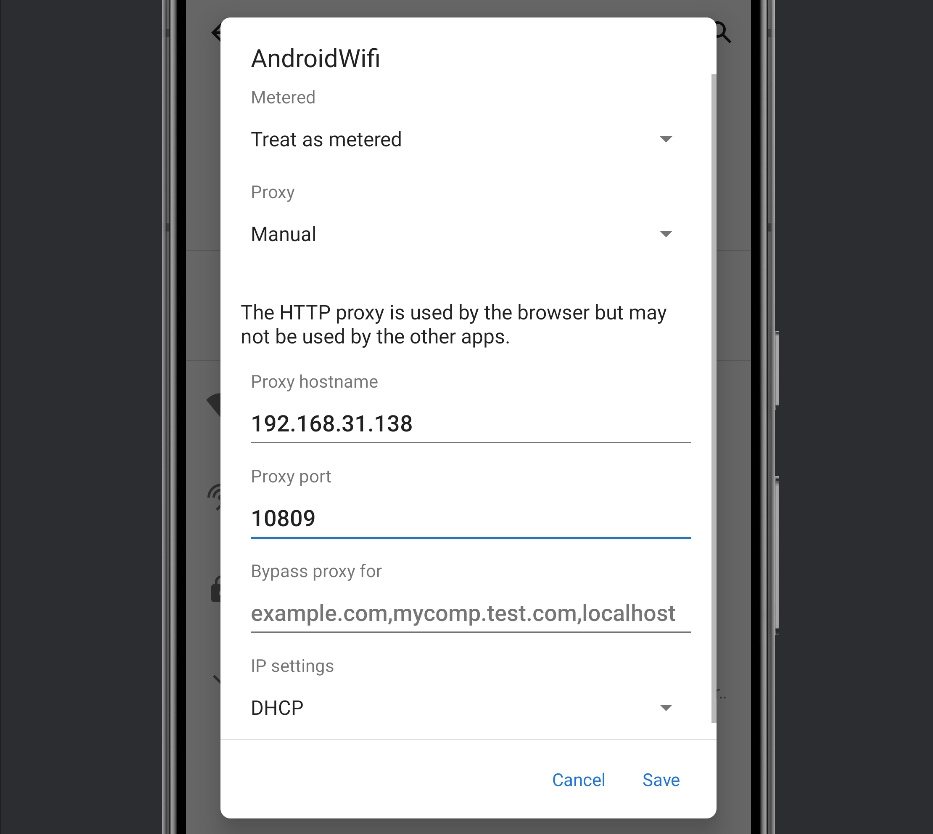 AndroidWifi
Metered
Treat as metered
Proxy
Manual
The HTTP proxy is used by the browser but may
not be used by the other apps.
Proxy hostname
192.168.31.138
Proxy port
10809
Bypass proxy for
example.com,mycomp.test.com,localhost
IP settings
DHCP
Cancel
Save